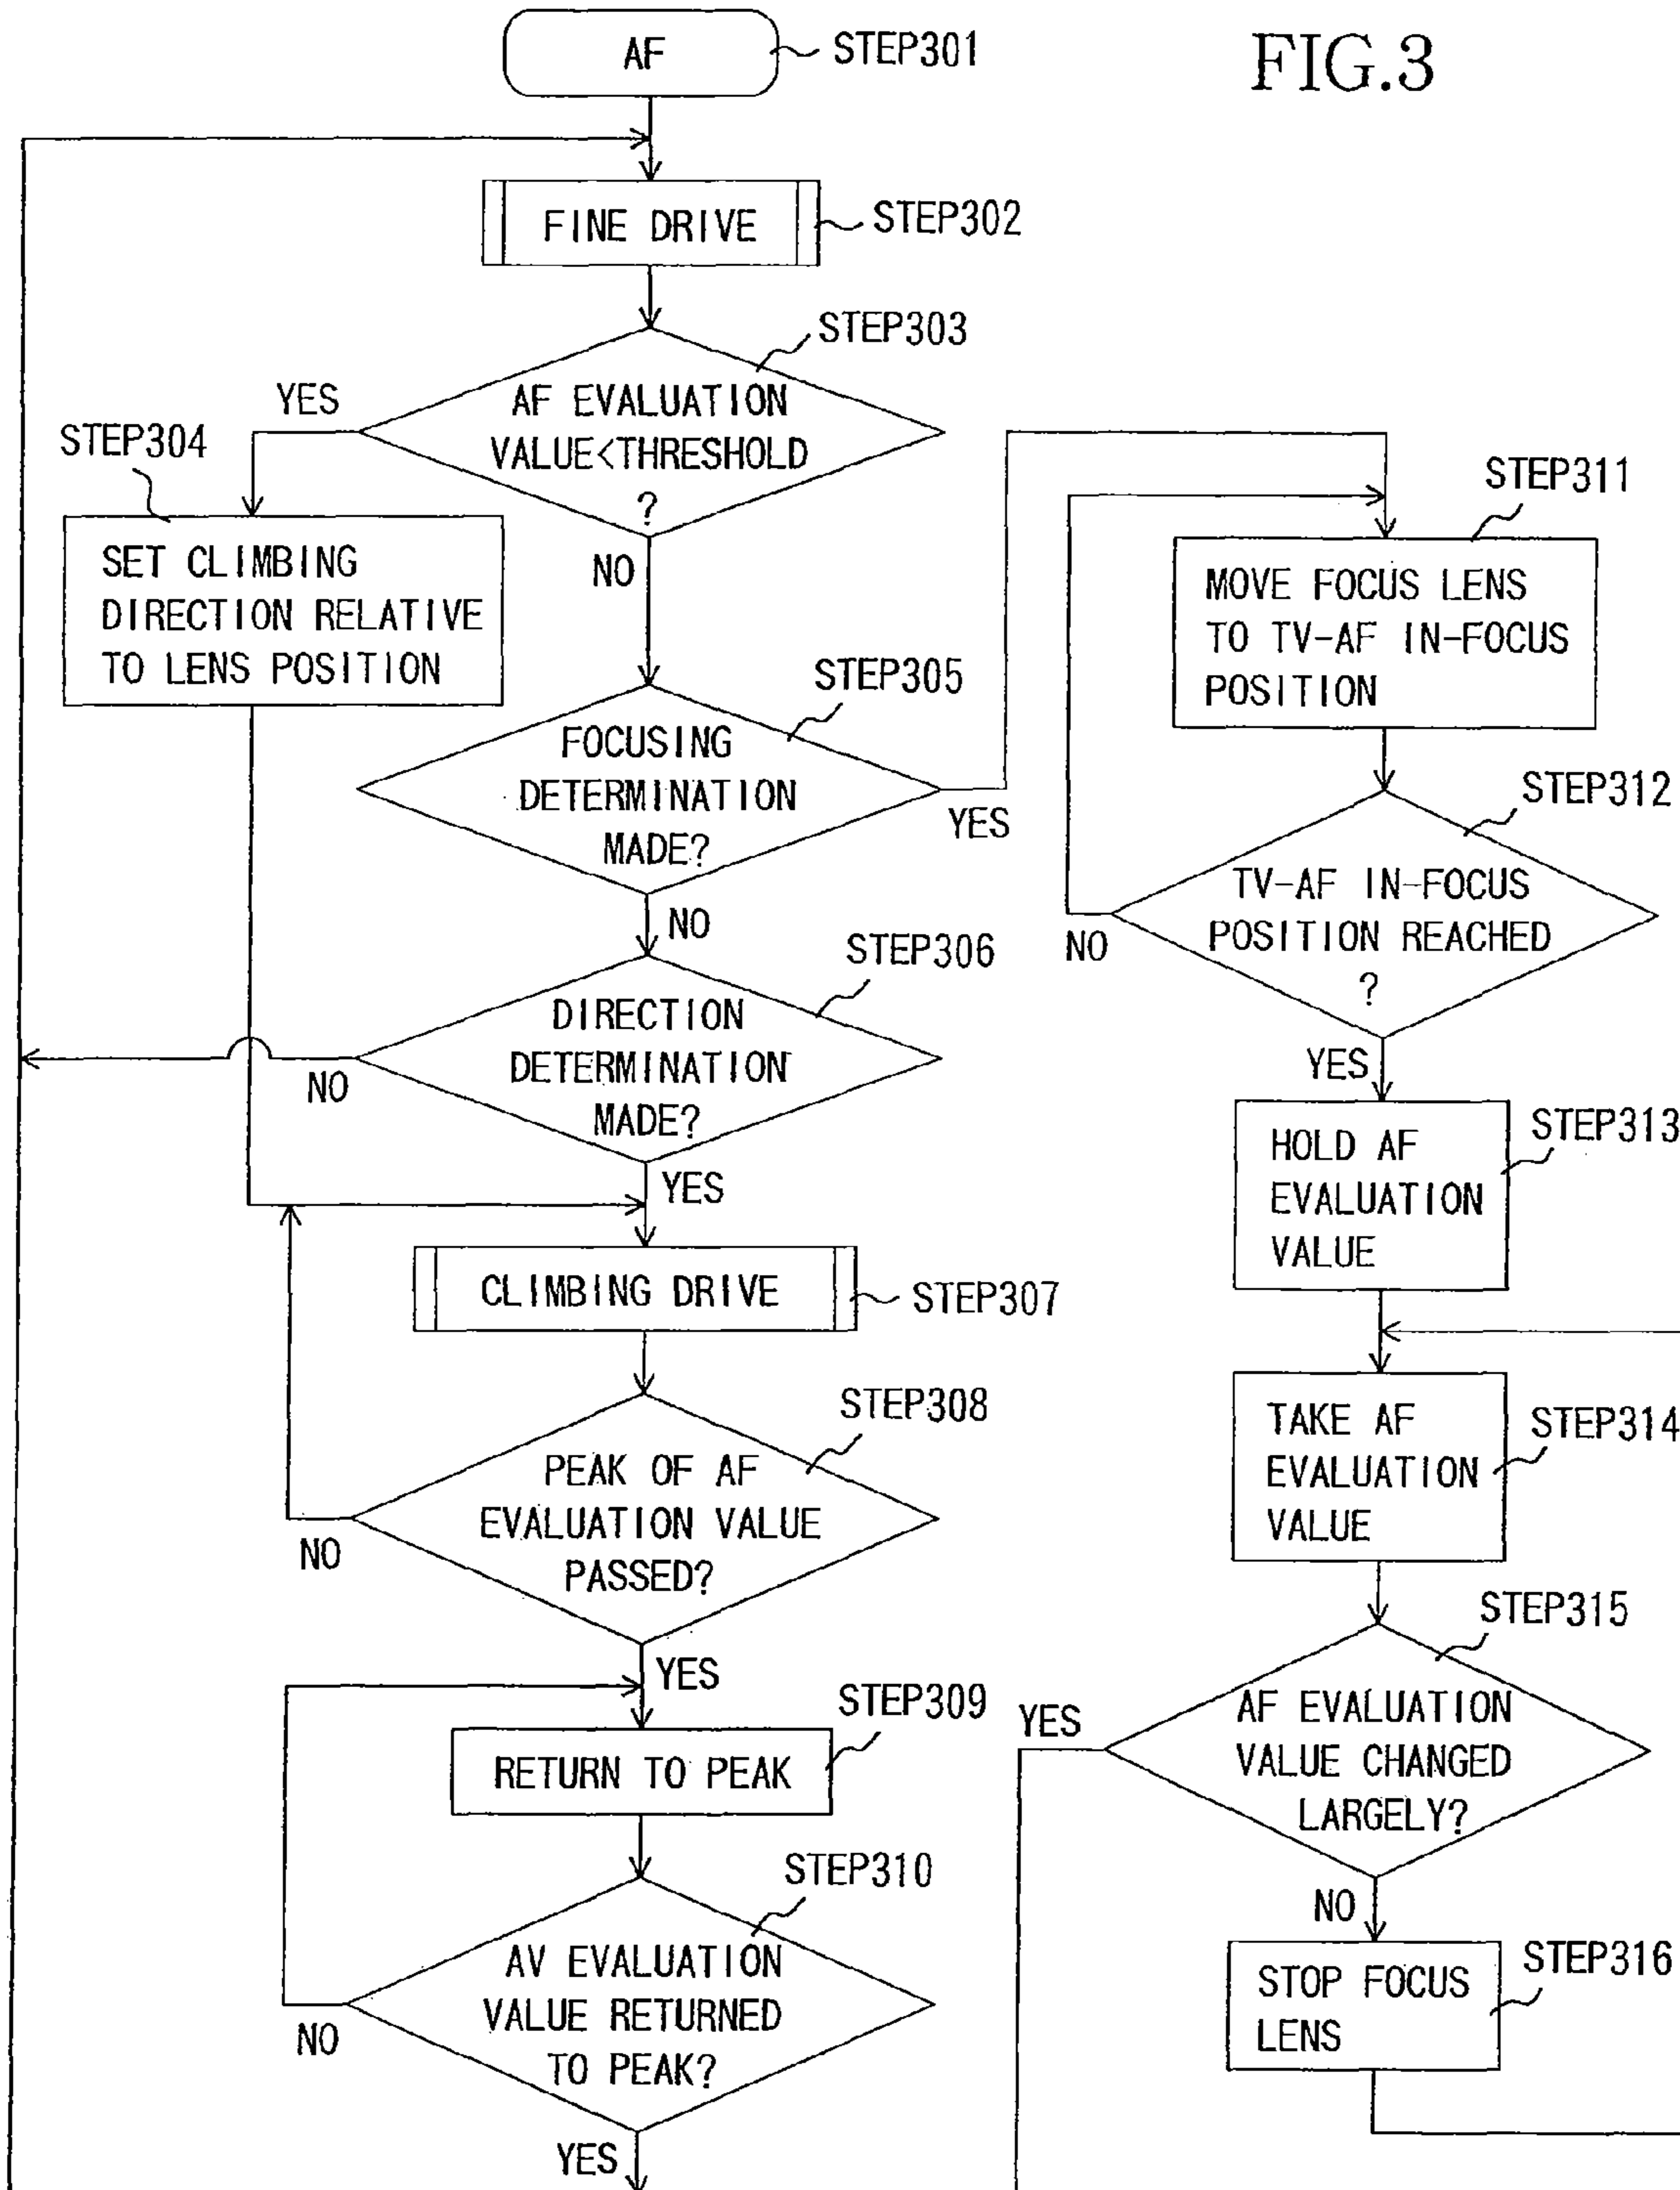 FIG.3
AF
STEP301
FINE DRIVE
STEP302
STEP303
AF EVALUATION
VALUE<THRESHOLD
?
YES
NO
STEP304
SET CLIMBING
DIRECTION RELATIVE
TO LENS POSITION
STEP305
FOCUSING
DETERMINATION
MADE?
YES
NO
STEP306
DIRECTION
DETERMINATION
MADE?
NO
YES
CLIMBING DRIVE
STEP307
STEP308
PEAK OF AF
EVALUATION VALUE
PASSED?
NO
YES
STEP309
RETURN TO PEAK
STEP310
AV EVALUATION
VALUE RETURNED
TO PEAK?
NO
YES
STEP311
MOVE FOCUS LENS
TO TV-AF IN-FOCUS
POSITION
STEP312
TV-AF IN-FOCUS
POSITION REACHED
?
NO
YES
STEP313
HOLD AF
EVALUATION
VALUE
STEP314
TAKE AF
EVALUATION
VALUE
STEP315
AF EVALUATION
VALUE CHANGED
LARGELY?
YES
NO
STEP316
STOP FOCUS
LENS